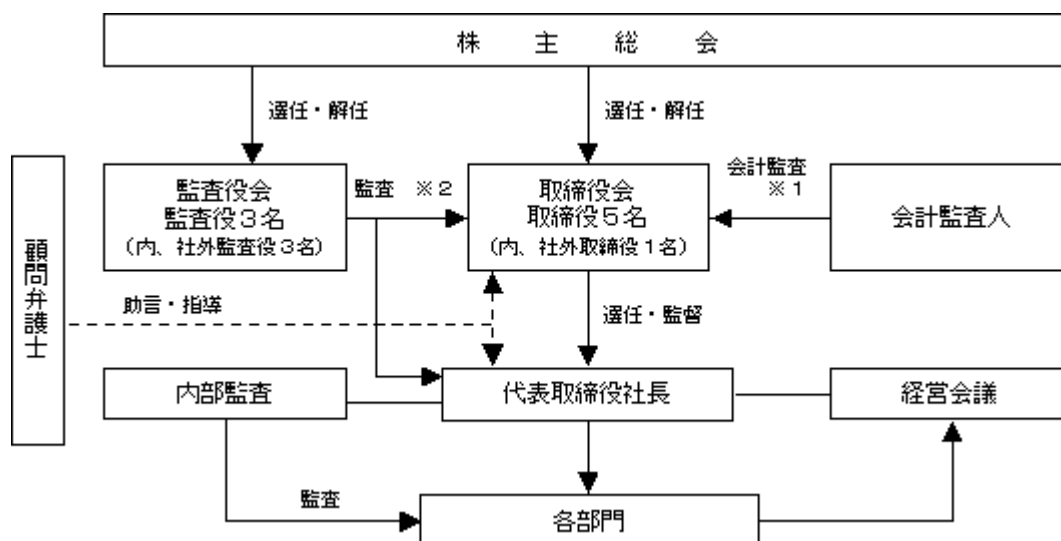 株主総会
選任・解任
選任・解任
監査役会
監査役3名
(内、社外監査役3名)
監査 ※2
取締役会
取締役5名
(内、社外取締役1名)
会計監査
※1
会計監査人
顧問弁護士
助言・指導
選任・監督
内部監査
代表取締役社長
経営会議
監査
各部門